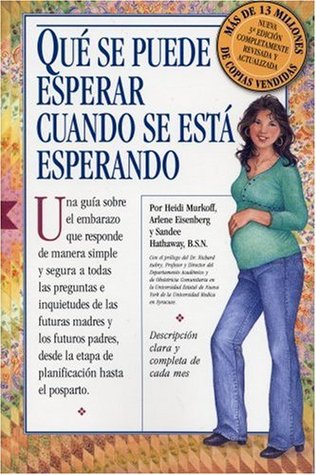 MÁS DE 13 MILLONES
NUEVA
3ª EDICIÓN
COMPLETAMENTE
REVISADA Y
ACTUALIZADA
DE COPIAS VENDIDAS
QUÉ SE PUEDE
ESPERAR
CUANDO SE ESTÁ
ESPERANDO
Una guía sobre
el embarazo
que responde
de manera simple
y segura a todas
las preguntas e
inquietudes de las
futuras madres y
los futuros padres,
desde la etapa de
planificación hasta
el posparto.
Por Heidi Murkoff,
Arlene Eisenberg
y Sandee
Hathaway, B.S.N.
Con el prólogo del Dr. Richard
Aubry, Profesor y Director del
Departamento Académico y
de Obstetricia Comunitaria en
la Universidad Estatal de Nueva
York de la Universidad Médica
en Syracuse.
Descripción
clara y
completa de
cada mes